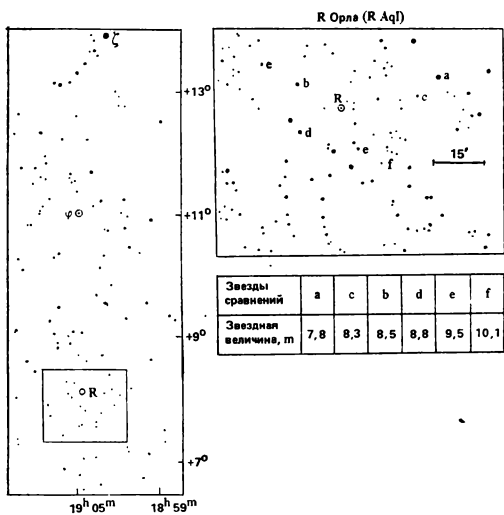 R Орла (R Aql)
ζ
+13°
φ
+11°
+9°
R
+7°
19ʰ 05ᵐ 18ʰ 59ᵐ
e
b
R
a
c
d
e
f
15′
Звезды сравнений a c b d e f
Звездная величина, m 7,8 8,3 8,5 8,8 9,5 10,1